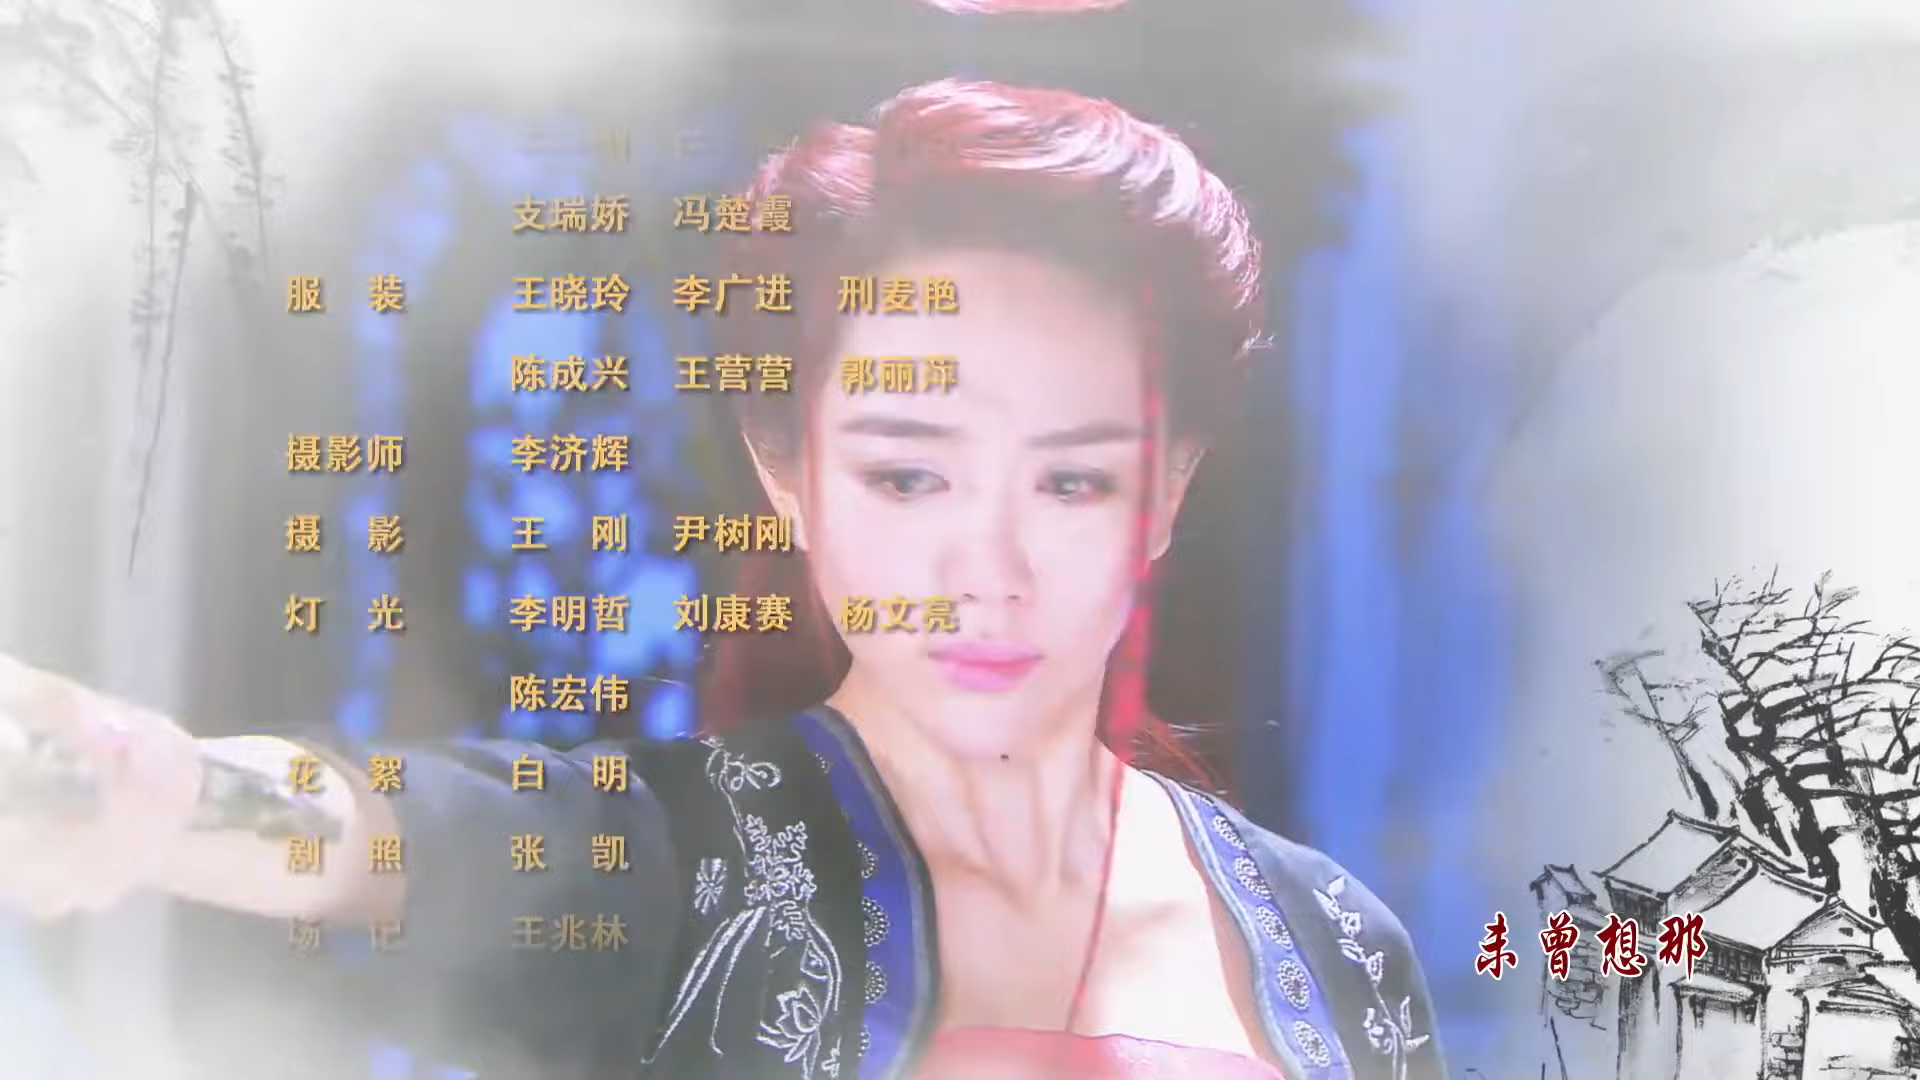 支瑞娇 冯楚霞
服 装 王晓玲 李广进 刑麦艳
陈成兴 王营营 郭丽萍
摄影师 李济辉
摄 影 王 刚 尹树刚
灯 光 李明哲 刘康赛 杨文亮
陈宏伟
花 絮 白 明
剧 照 张 凯
场 记 王兆林
未曾想那